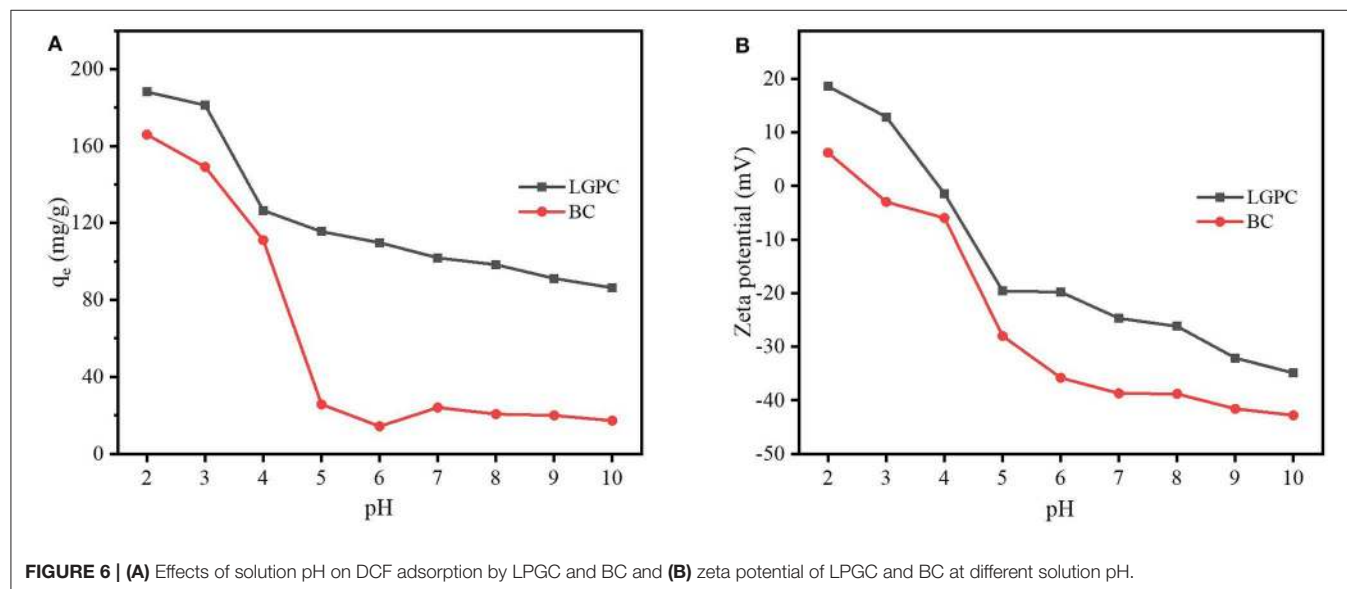 A
200
160
120
80
40
0
q_e (mg/g)
LGPC
BC
2 3 4 5 6 7 8 9 10
pH
B
20
10
0
-10
-20
-30
-40
-50
Zeta potential (mV)
LGPC
BC
2 3 4 5 6 7 8 9 10
pH
FIGURE 6 | (A) Effects of solution pH on DCF adsorption by LPGC and BC and (B) zeta potential of LPGC and BC at different solution pH.